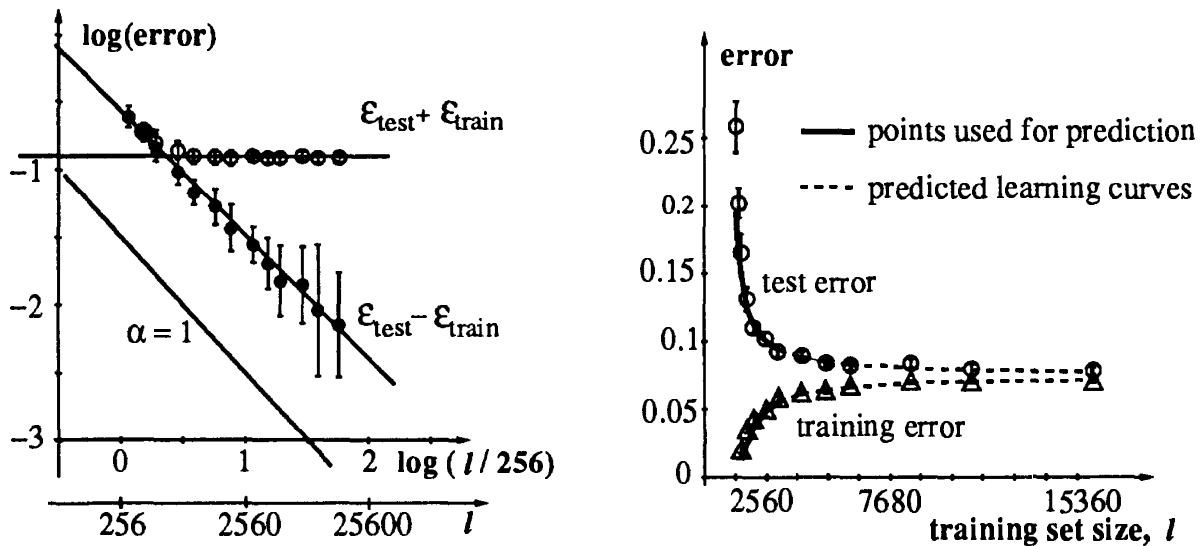 log(error)
ε_test + ε_train
−1
−2
ε_test − ε_train
α = 1
−3
0 1 2 log (l / 256)
256 2560 25600 l
error
0.25
0.2
0.15
0.1
0.05
0
points used for prediction
predicted learning curves
test error
training error
2560 7680 15360
training set size, l